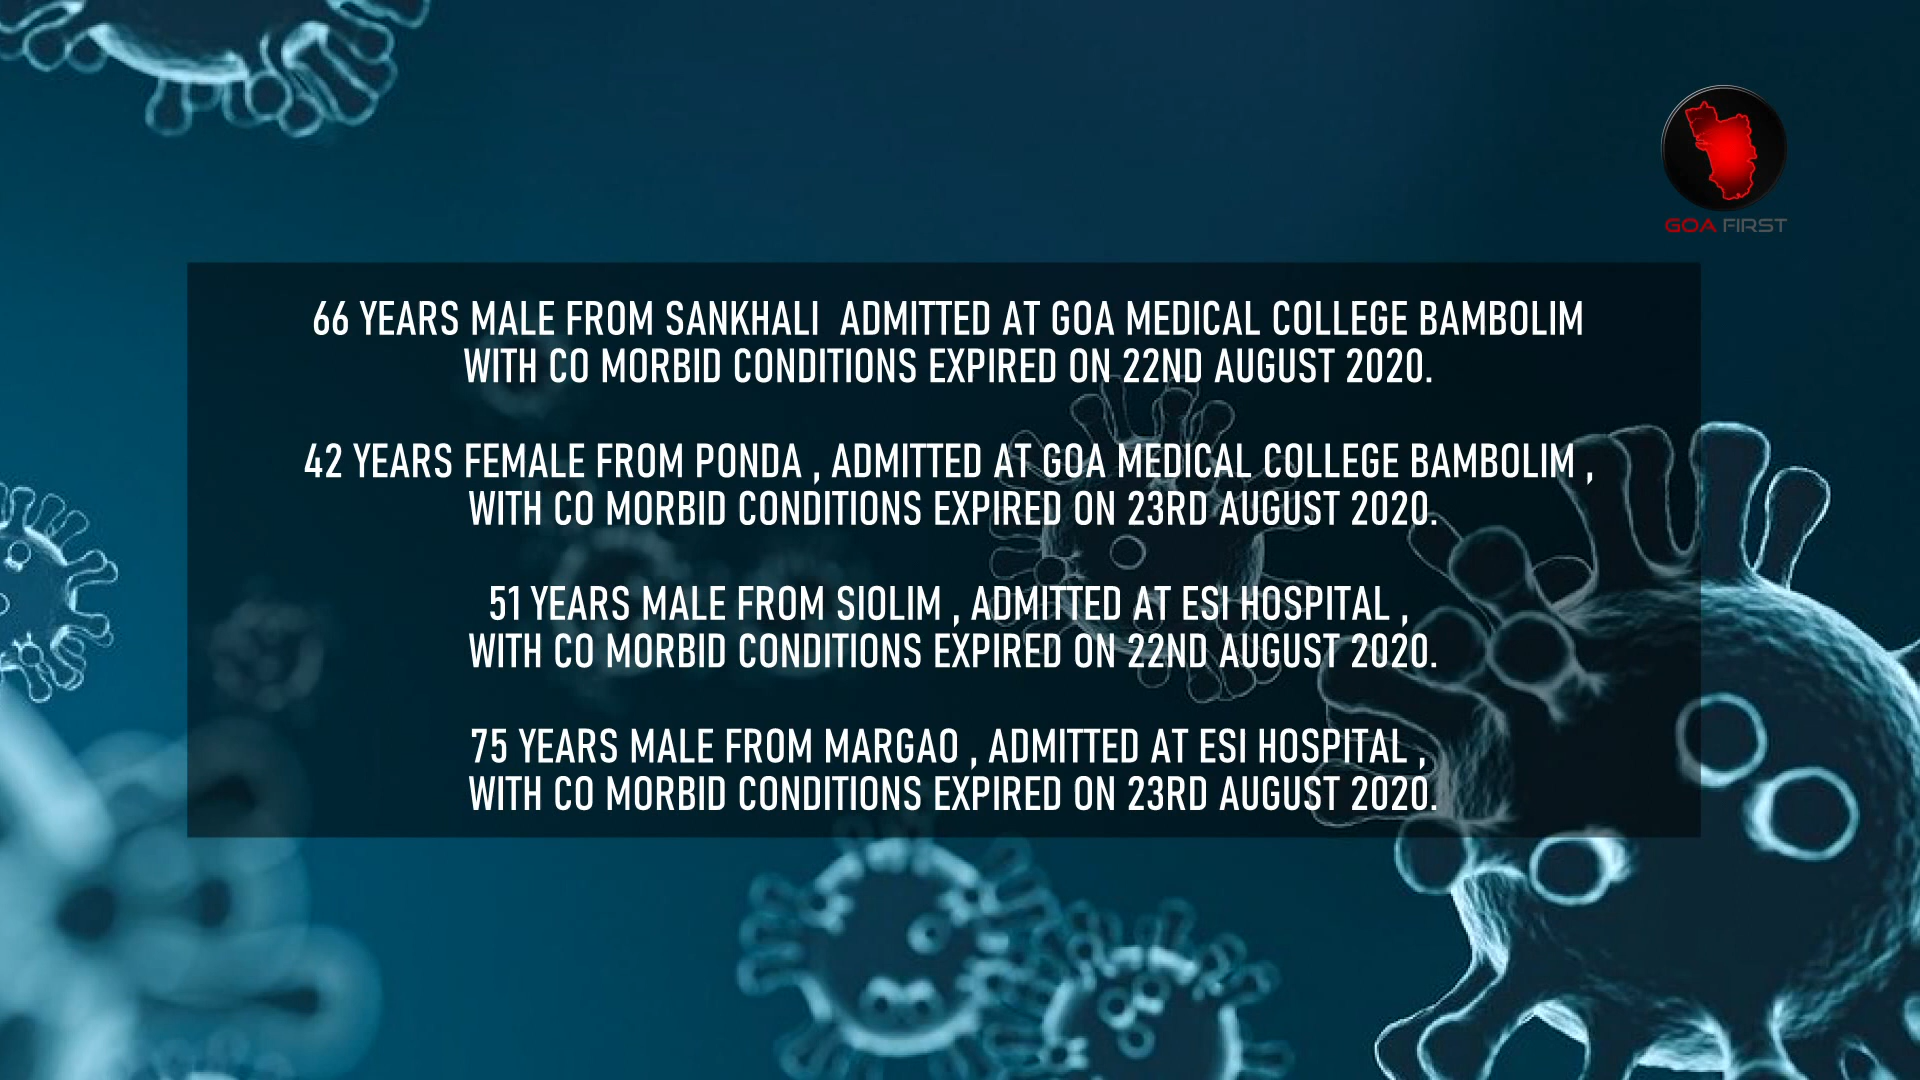 GOA FIRST
66 YEARS MALE FROM SANKHALI  ADMITTED AT GOA MEDICAL COLLEGE BAMBOLIM
WITH CO MORBID CONDITIONS EXPIRED ON 22ND AUGUST 2020.
42 YEARS FEMALE FROM PONDA , ADMITTED AT GOA MEDICAL COLLEGE BAMBOLIM ,
WITH CO MORBID CONDITIONS EXPIRED ON 23RD AUGUST 2020.
51 YEARS MALE FROM SIOLIM , ADMITTED AT ESI HOSPITAL ,
WITH CO MORBID CONDITIONS EXPIRED ON 22ND AUGUST 2020.
75 YEARS MALE FROM MARGAO , ADMITTED AT ESI HOSPITAL ,
WITH CO MORBID CONDITIONS EXPIRED ON 23RD AUGUST 2020.